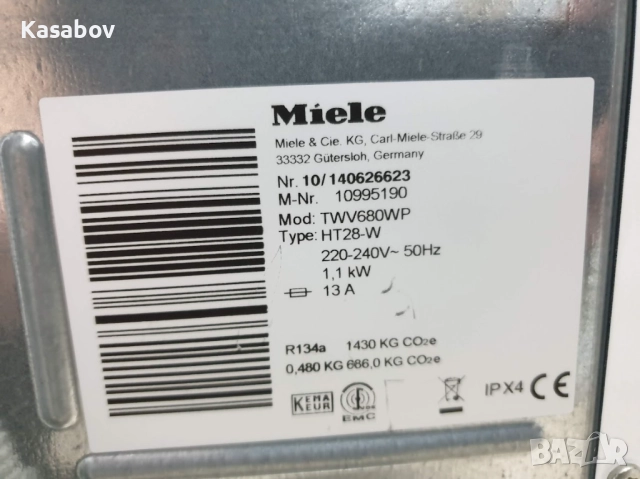 Kasabov
Miele
Miele & Cie. KG, Carl-Miele-Straße 29
33332 Gütersloh, Germany
Nr. 10/140626623
M-Nr. 10995190
Mod: TWV680WP
Type: HT28-W
220-240V~ 50Hz
1,1 kW
13 A
R134a 1430 KG CO2e
0,480 KG 666,0 KG CO2e
KEMA
KEUR
EMC
IPX4 CE
BAZAR